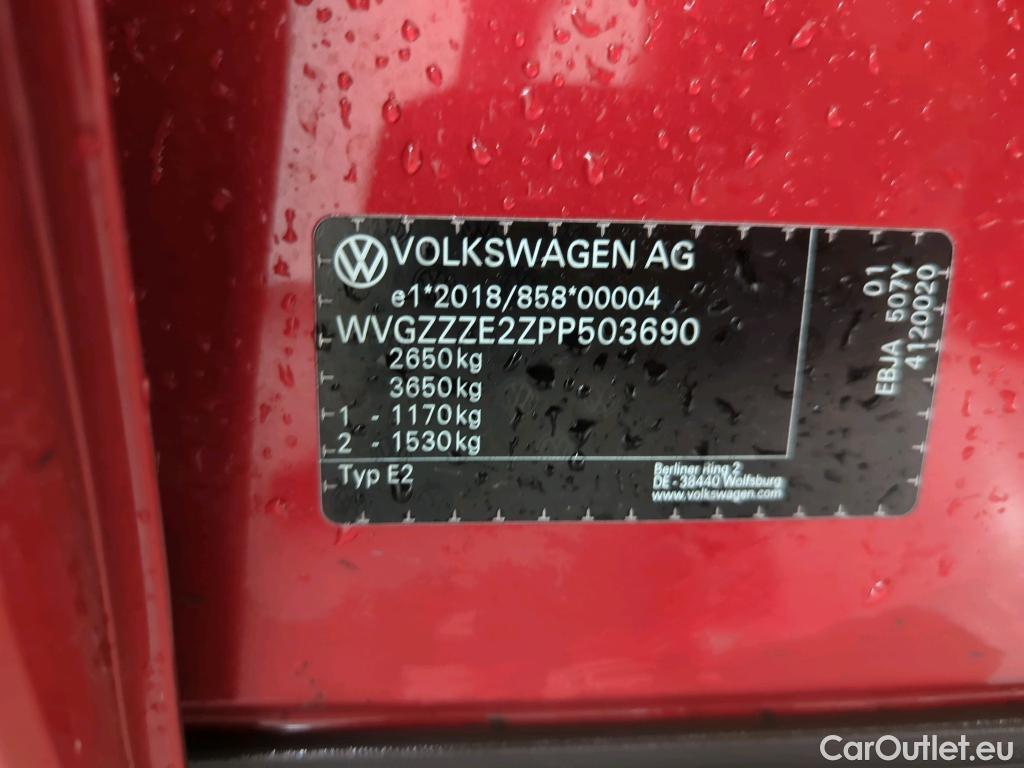 VOLKSWAGEN AG
e1*2018/858*00004
WVGZZZE2ZPP503690
2650kg
3650kg
1 - 1170kg
2 - 1530kg
Typ E2
Berliner Ring 2
DE - 38440 Wolfsburg
www.volkswagen.com
EBJA 507Y 01
4120020
CarOutlet.eu